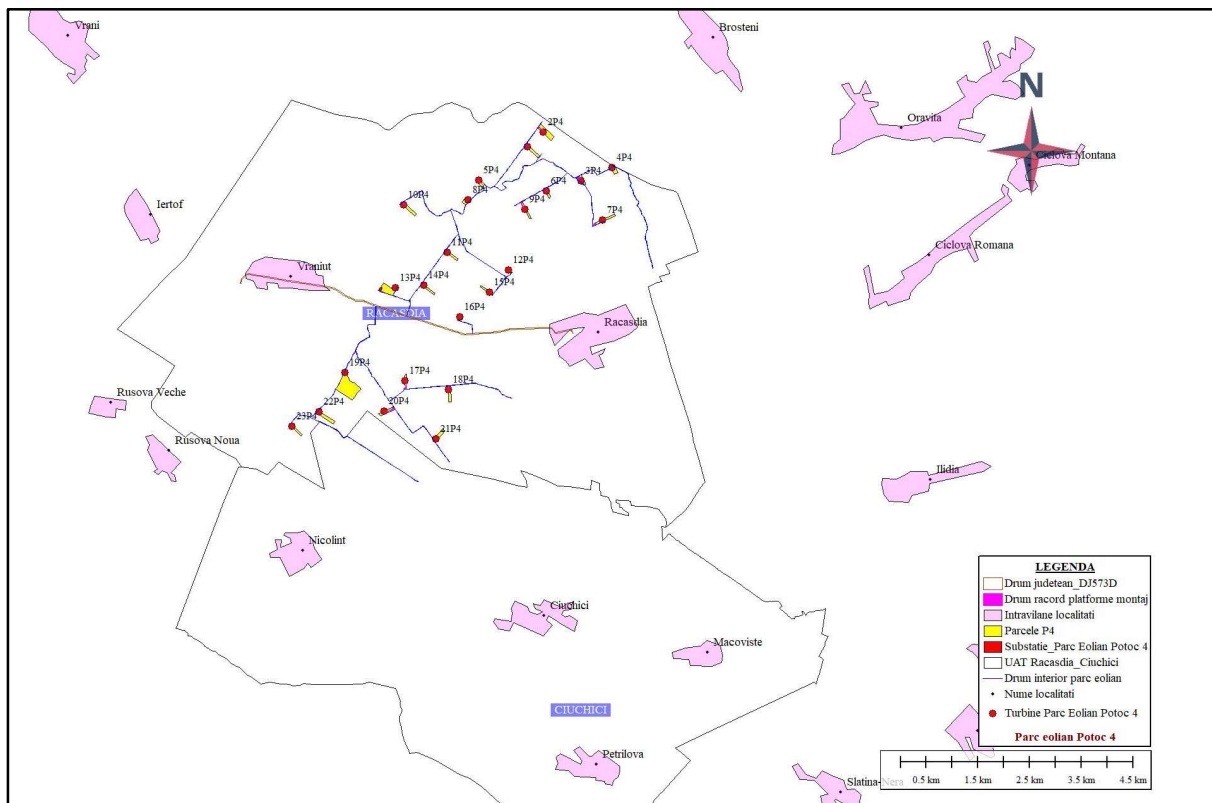 Vrani
Brosteni
N
Oravita
Ciclova Montana
2P4
4P4
5P4
3P4
6P4
8P4
10P4
9P4
7P4
Iertof
Ciclova Romana
11P4
12P4
Vraniut
13P4
14P4
15P4
16P4
RACASDIA
Racasdia
19P4
17P4
18P4
Rusova Veche
22P4
20P4
23P4
21P4
Rusova Noua
Ilidia
Nicolint
Ciuchici
Macoviste
CIUCHICI
Petrilova
Slatina-Nera
LEGENDA
Drum judetean_DJ573D
Drum racord platforme montaj
Intravilane localitati
Parcele P4
Substatie_Parc Eolian Potoc 4
UAT Racasdia_Ciuchici
Drum interior parc eolian
Nume localitati
Turbine Parc Eolian Potoc 4
Parc eolian Potoc 4
0.5 km 1.5 km 2.5 km 3.5 km 4.5 km